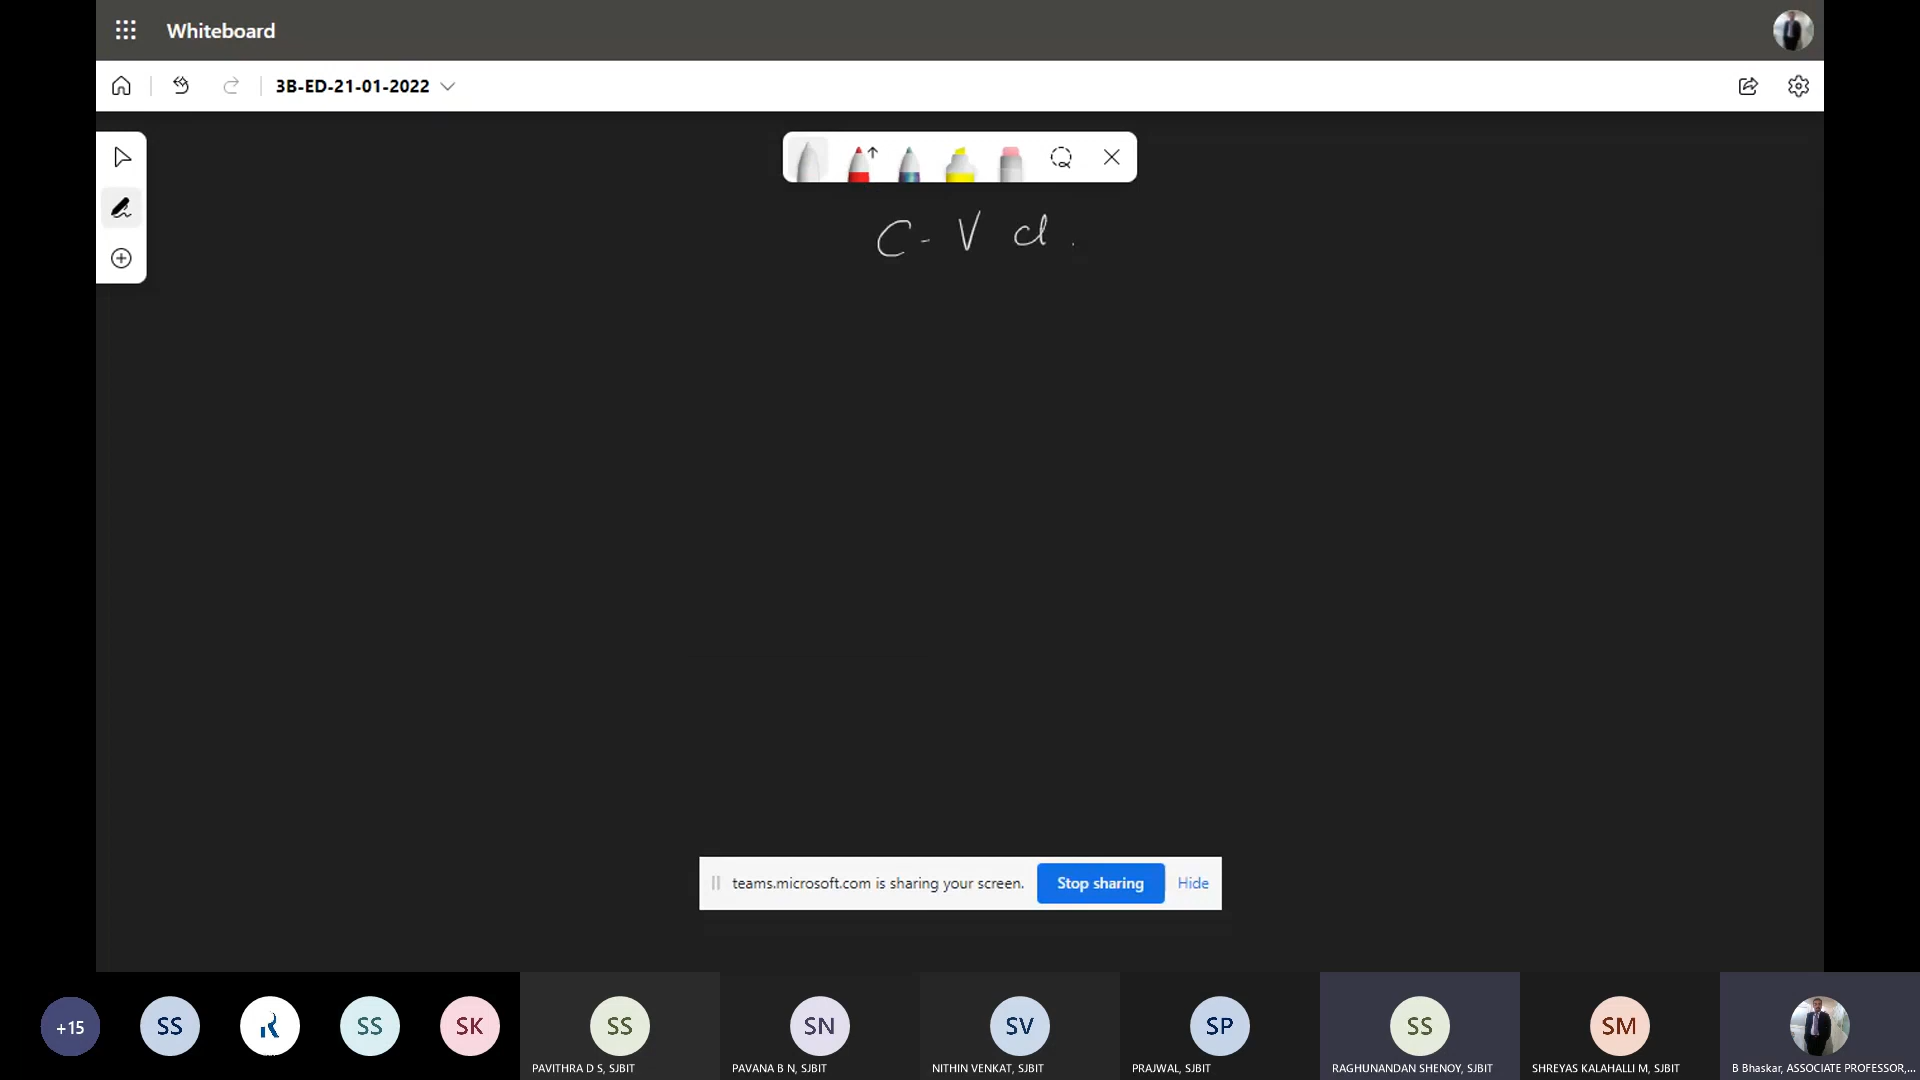 Whiteboard
3B-ED-21-01-2022
C-V cl.
teams.microsoft.com is sharing your screen. Stop sharing Hide
+15 SS SS SK SS SN SV SP SS SM
PAVITHRA D S, SJBIT PAVANA B N, SJBIT NITHIN VENKAT, SJBIT PRAJWAL, SJBIT RAGHUNANDAN SHENOY, SJBIT SHREYAS KALAHALLI M, SJBIT B Bhaskar, ASSOCIATE PROFESSOR,...